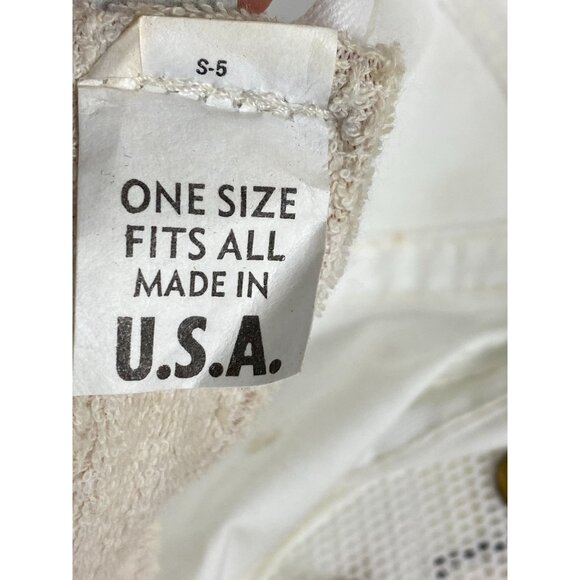 S-5
ONE SIZE
FITS ALL
MADE IN
U.S.A.